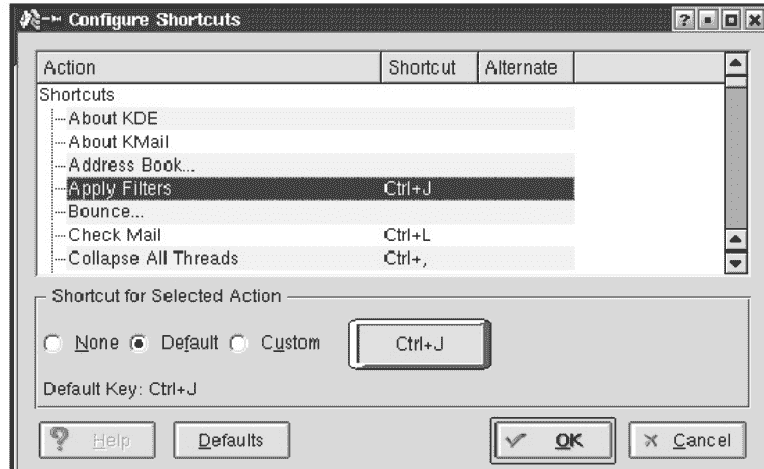 Configure Shortcuts
?
Action Shortcut Alternate
Shortcuts
About KDE
About KMail
Address Book...
Apply Filters Ctrl+J
Bounce...
Check Mail Ctrl+L
Collapse All Threads Ctrl+,
Shortcut for Selected Action
None Default Custom Ctrl+J
Default Key: Ctrl+J
Help Defaults OK Cancel